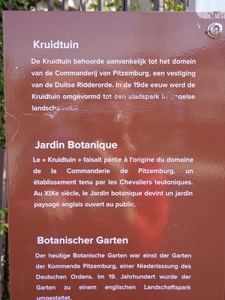 Kruidtuin
De Kruidtuin behoorde aanvankelijk tot het domein
van de Commanderij van Pitzemburg, een vestiging
van de Duitse Ridderorde. In de 19de eeuw werd de
Kruidtuin omgevormd tot een stadspark in Engelse
Jardin Botanique
Le « Kruidtuin » faisait partie à l'origine du domaine
de la Commanderie de Pitzemburg, un
établissement tenu par les Chevaliers teutoniques.
Au XIXe siècle, le Jardin botanique devint un jardin
paysagé anglais ouvert au public.
Botanischer Garten
Der heutige Botanische Garten war einst der Garten
der Kommende Pitzemburg, einer Niederlassung des
Deutschen Ordens. Im 19. Jahrhundert wurde der
Garten zu einem englischen Landschaftspark
umgestaltet.